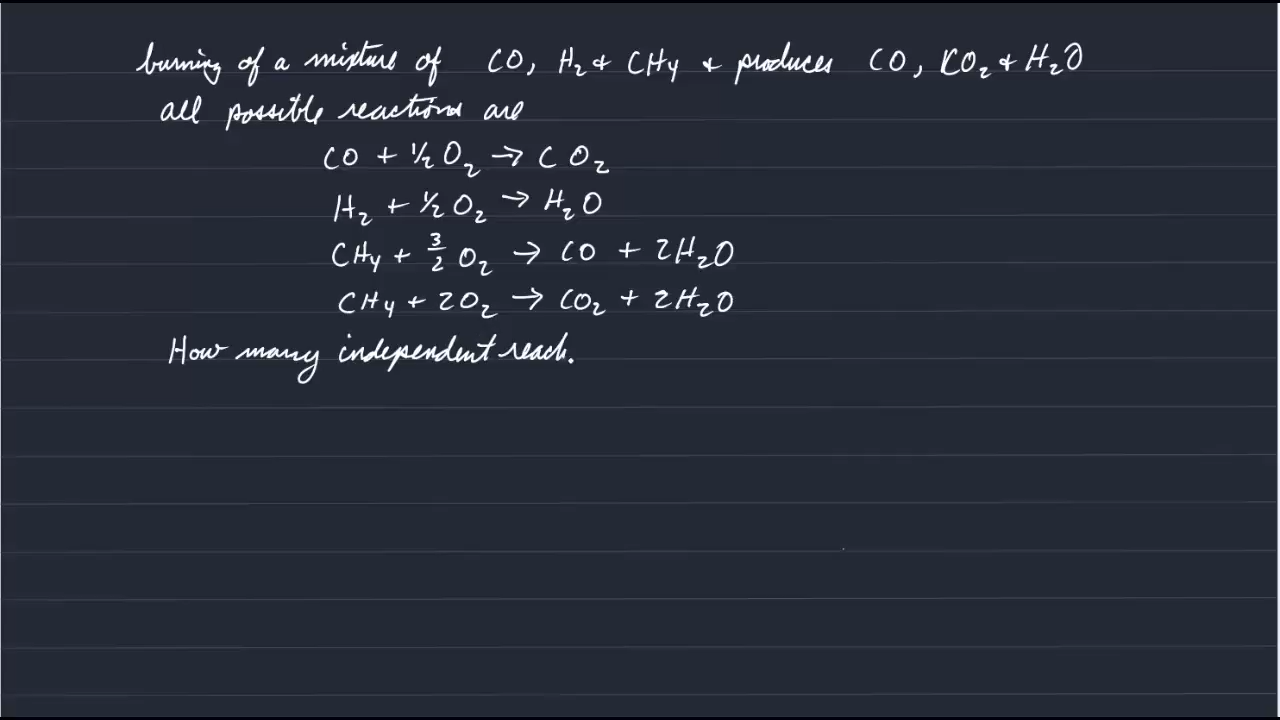 burning of a mixture of CO, H₂ & CH₄ & produces CO, CO₂ & H₂O
all possible reactions are
CO + ½ O₂ → CO₂
H₂ + ½ O₂ → H₂O
CH₄ + 3/2 O₂ → CO + 2H₂O
CH₄ + 2O₂ → CO₂ + 2H₂O
How many independent reach.